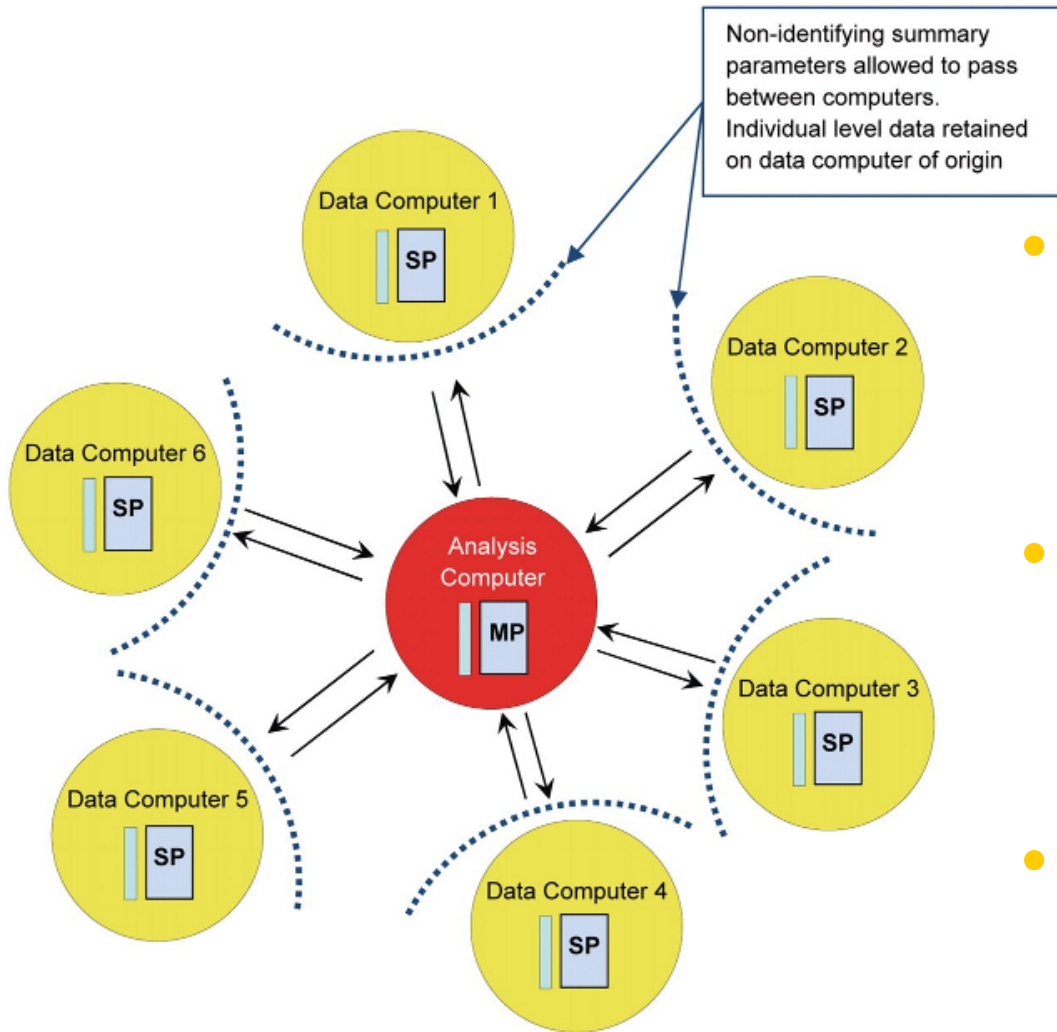 Non-identifying summary
parameters allowed to pass
between computers.
Individual level data retained
on data computer of origin
Data Computer 1
SP
Data Computer 2
SP
Data Computer 6
SP
Analysis
Computer
MP
Data Computer 3
SP
Data Computer 5
SP
Data Computer 4
SP